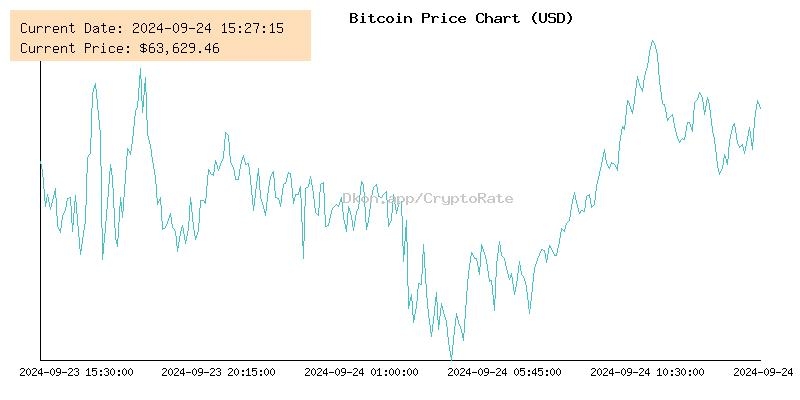 Bitcoin Price Chart (USD)
Current Date: 2024-09-24 15:27:15
Current Price: $63,629.46
Dkon.app/CryptoRate
2024-09-23 15:30:00
2024-09-23 20:15:00
2024-09-24 01:00:00
2024-09-24 05:45:00
2024-09-24 10:30:00
2024-09-24